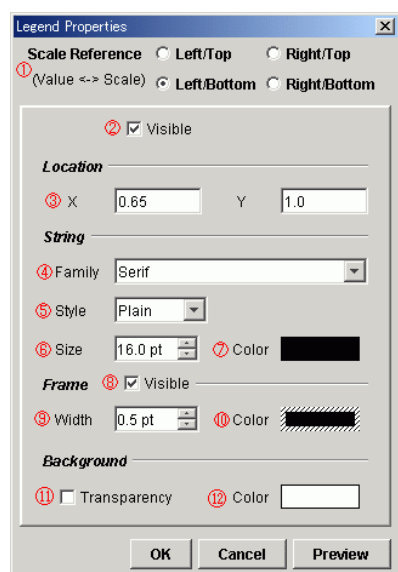 Legend Properties
Scale Reference Left/Top Right/Top
① (Value <-> Scale) Left/Bottom Right/Bottom
② Visible
Location
③ X 0.65 Y 1.0
String
④ Family Serif
⑤ Style Plain
⑥ Size 16.0 pt ⑦ Color
Frame ⑧ Visible
⑨ Width 0.5 pt ⑩ Color
Background
⑪ Transparency ⑫ Color
OK Cancel Preview